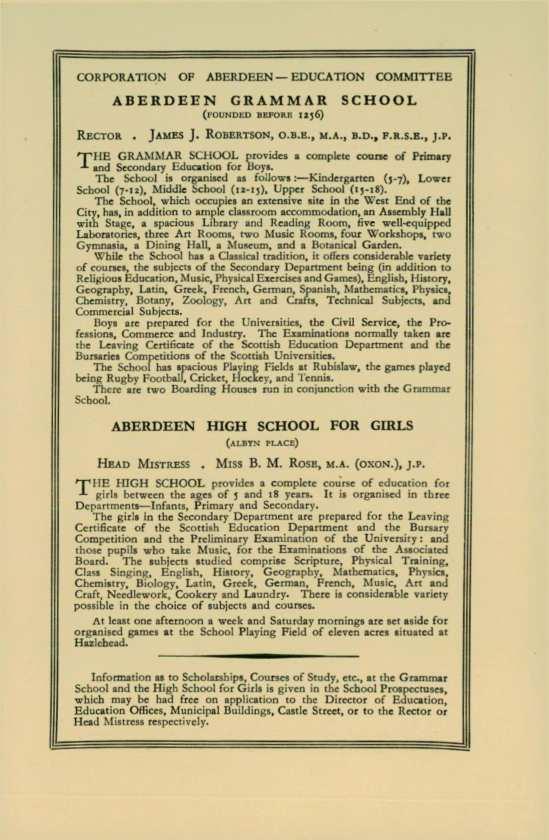 CORPORATION OF ABERDEEN — EDUCATION COMMITTEE
ABERDEEN GRAMMAR SCHOOL
(FOUNDED BEFORE 1256)
RECTOR . JAMES J. ROBERTSON, O.B.E., M.A., B.D., F.R.S.E., J.P.
THE GRAMMAR SCHOOL provides a complete course of Primary
and Secondary Education for Boys.
The School is organised as follows :—Kindergarten (5-7), Lower
School (7-12), Middle School (12-15), Upper School (15-18).
The School, which occupies an extensive site in the West End of the
City, has, in addition to ample classroom accommodation, an Assembly Hall
with Stage, a spacious Library and Reading Room, five well-equipped
Laboratories, three Art Rooms, two Music Rooms, four Workshops, two
Gymnasia, a Dining Hall, a Museum, and a Botanical Garden.
While the School has a Classical tradition, it offers considerable variety
of courses, the subjects of the Secondary Department being (in addition to
Religious Education, Music, Physical Exercises and Games), English, History,
Geography, Latin, Greek, French, German, Spanish, Mathematics, Physics,
Chemistry, Botany, Zoology, Art and Crafts, Technical Subjects, and
Commercial Subjects.
Boys are prepared for the Universities, the Civil Service, the Pro-
fessions, Commerce and Industry. The Examinations normally taken are
the Leaving Certificate of the Scottish Education Department and the
Bursaries Competitions of the Scottish Universities.
The School has spacious Playing Fields at Rubislaw, the games played
being Rugby Football, Cricket, Hockey, and Tennis.
There are two Boarding Houses run in conjunction with the Grammar
School.
ABERDEEN HIGH SCHOOL FOR GIRLS
(ALBYN PLACE)
HEAD MISTRESS . MISS B. M. ROSE, M.A. (OXON.), J.P.
THE HIGH SCHOOL provides a complete course of education for
girls between the ages of 5 and 18 years. It is organised in three
Departments—Infants, Primary and Secondary.
The girls in the Secondary Department are prepared for the Leaving
Certificate of the Scottish Education Department and the Bursary
Competition and the Preliminary Examination of the University : and
those pupils who take Music, for the Examinations of the Associated
Board. The subjects studied comprise Scripture, Physical Training,
Class Singing, English, History, Geography, Mathematics, Physics,
Chemistry, Biology, Latin, Greek, German, French, Music, Art and
Craft, Needlework, Cookery and Laundry. There is considerable variety
possible in the choice of subjects and courses.
At least one afternoon a week and Saturday mornings are set aside for
organised games at the School Playing Field of eleven acres situated at
Hazlehead.
Information as to Scholarships, Courses of Study, etc., at the Grammar
School and the High School for Girls is given in the School Prospectuses,
which may be had free on application to the Director of Education,
Education Offices, Municipal Buildings, Castle Street, or to the Rector or
Head Mistress respectively.